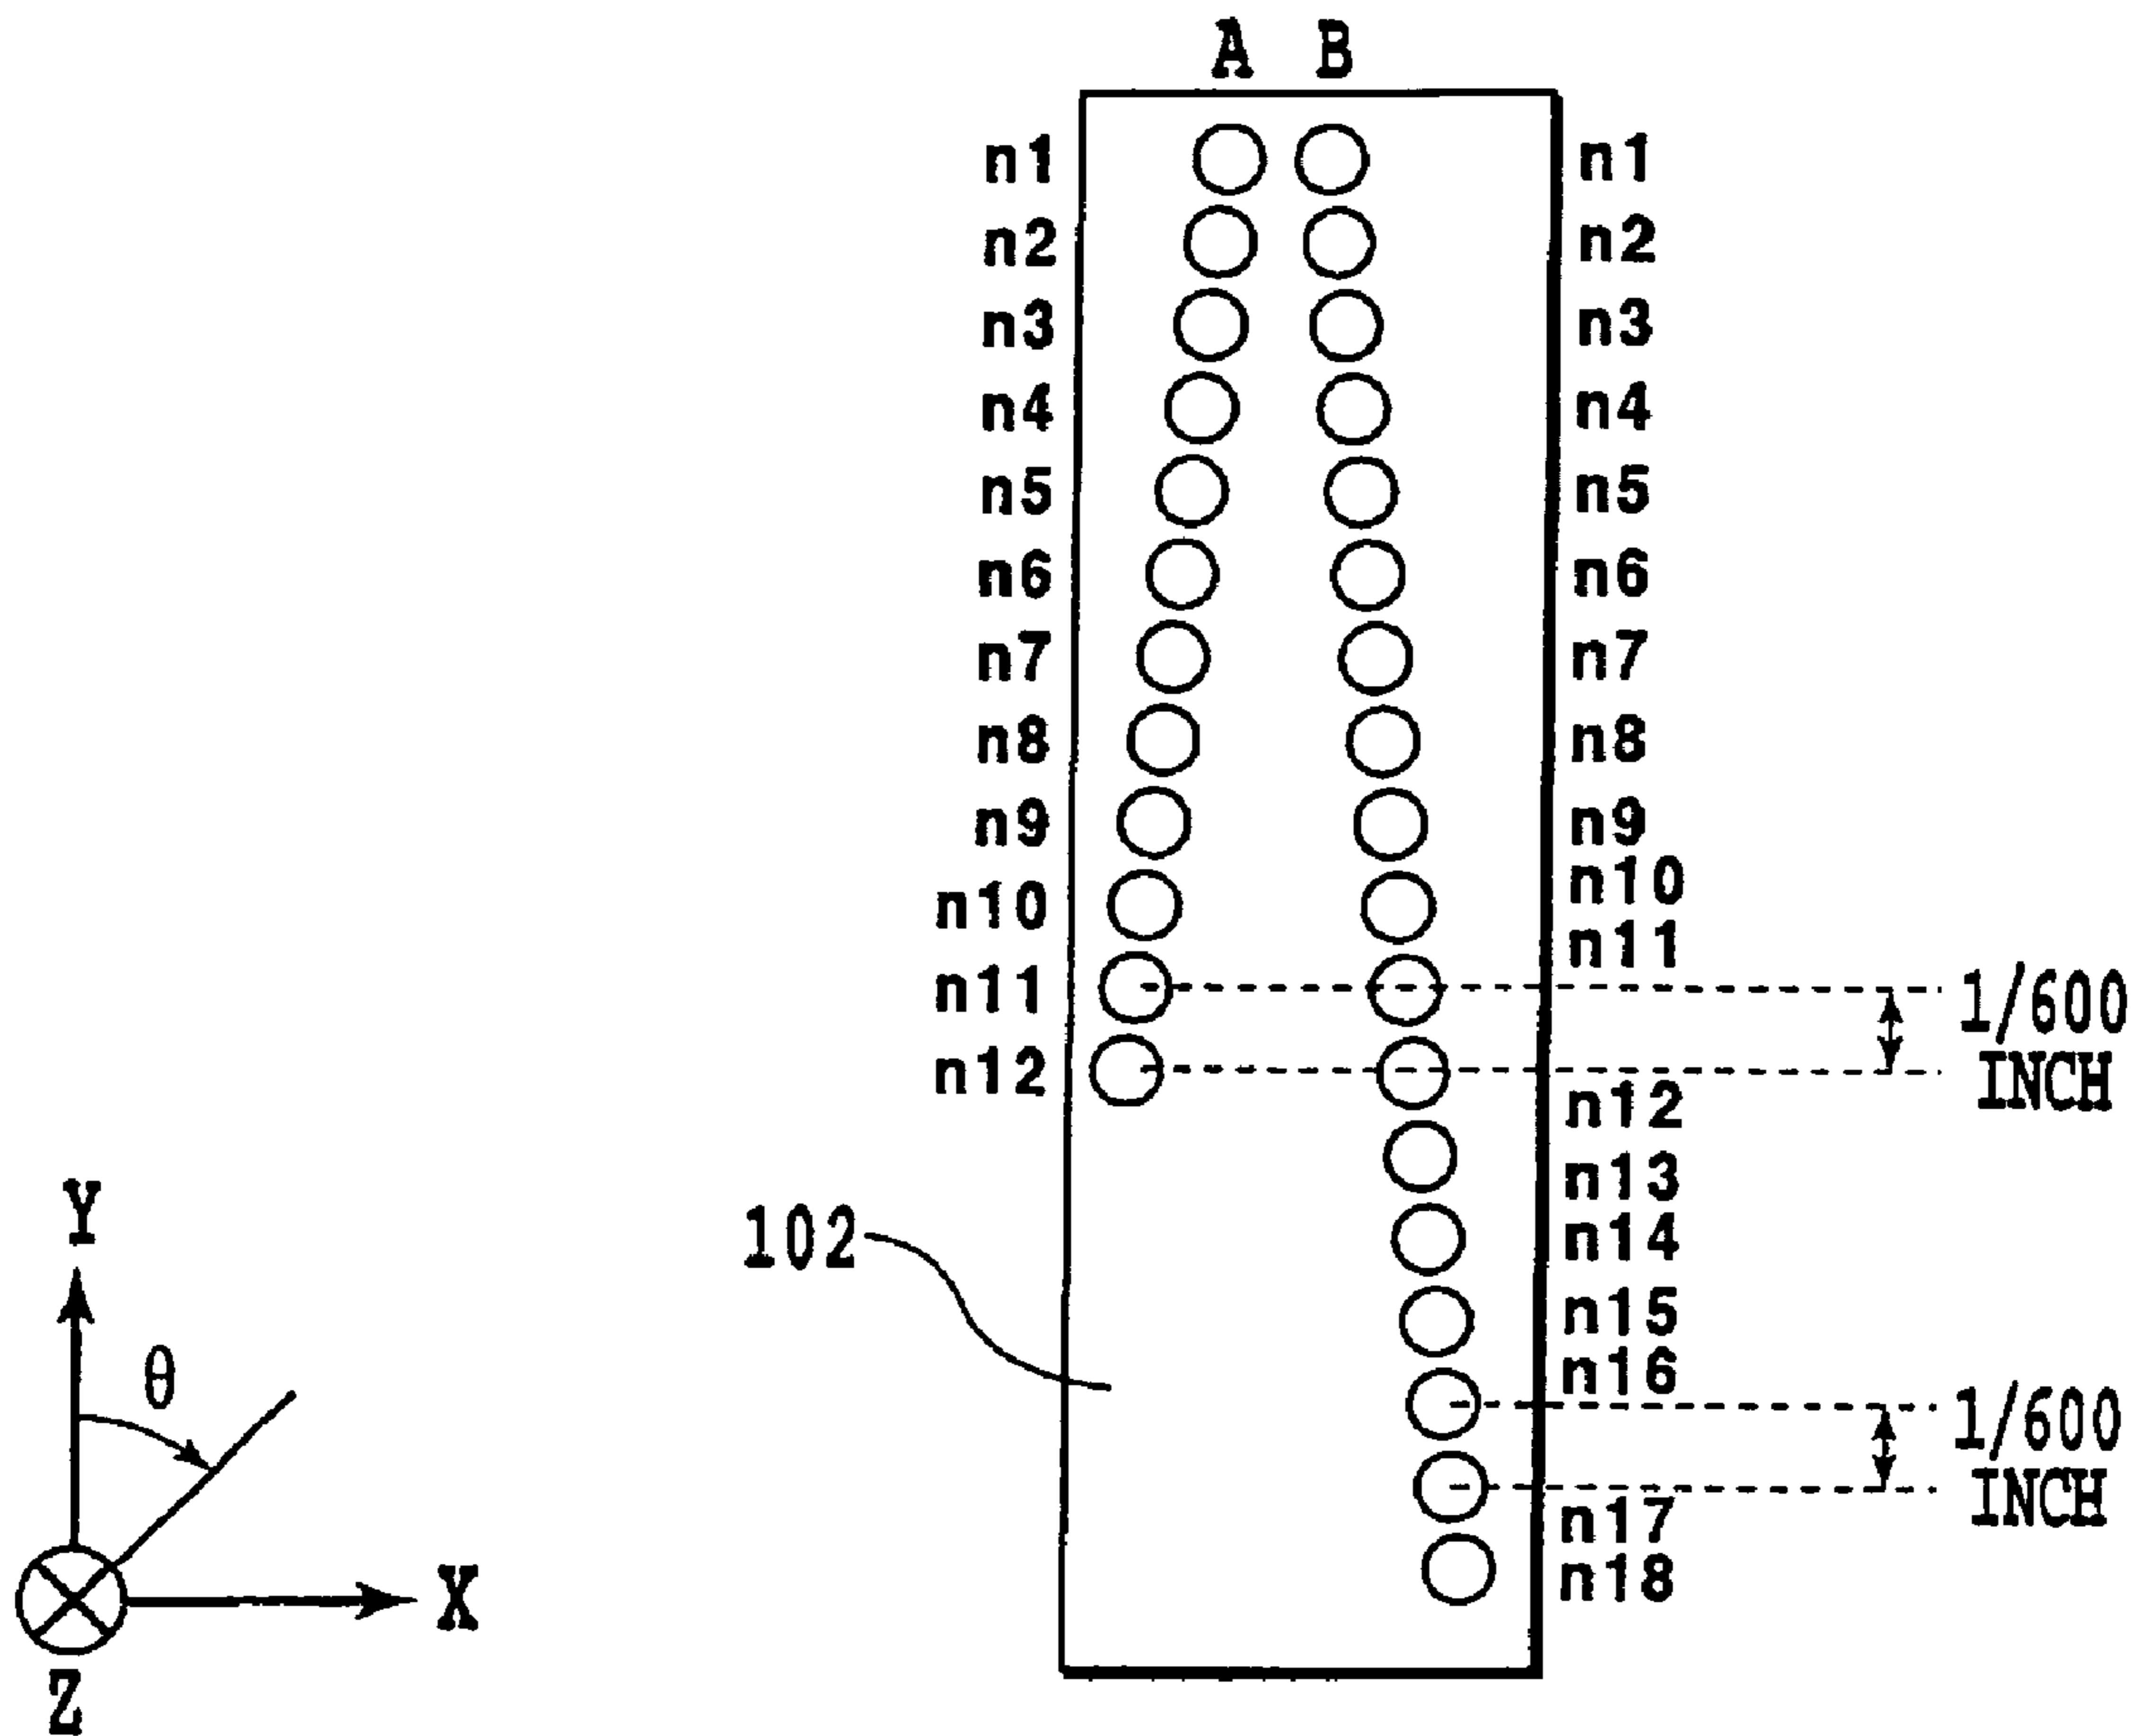 A B
n1 n1
n2 n2
n3 n3
n4 n4
n5 n5
n6 n6
n7 n7
n8 n8
n9 n9
n10 n10
n11 n11
1/600
INCH
n12 n12
n13
Y
102
n14
θ
n15
n16
1/600
INCH
n17
n18
X
Z